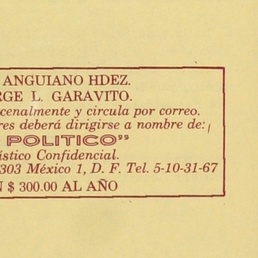 ANGUIANO HDEZ.
RGE L. GARAVITO.
cenalmente y circula por correo.
res deberá dirigirse a nombre de:
POLITICO"
ístico Confidencial.
303 México 1, D. F. Tel. 5-10-31-67
N $ 300.00 AL AÑO